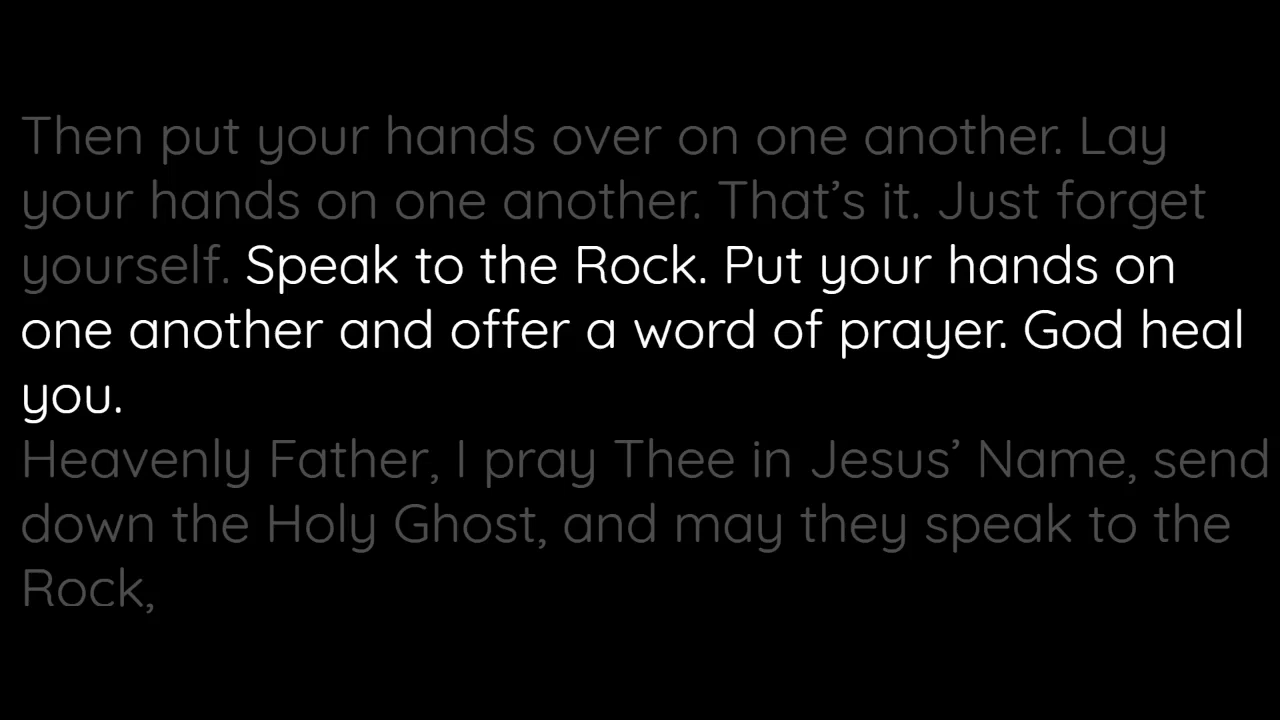 Then put your hands over on one another. Lay
your hands on one another. That’s it. Just forget
yourself. Speak to the Rock. Put your hands on
one another and offer a word of prayer. God heal
you.
Heavenly Father, I pray Thee in Jesus’ Name, send
down the Holy Ghost, and may they speak to the
Rock,